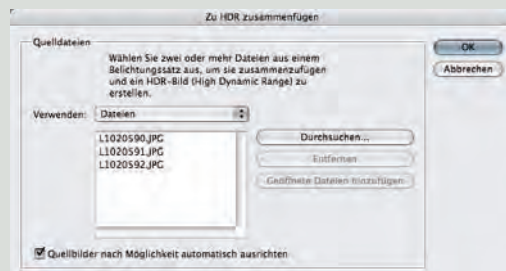 Zu HDR zusammenfügen
Quelldateien
Wählen Sie zwei oder mehr Dateien aus einem
Belichtungssatz aus, um sie zusammenzufügen
und ein HDR-Bild (High Dynamic Range) zu
erstellen.
OK
Abbrechen
Verwenden: Dateien
L1020590.JPG
L1020591.JPG
L1020592.JPG
Durchsuchen...
Entfernen
Geöffnete Dateien hinzufügen
Quellbilder nach Möglichkeit automatisch ausrichten